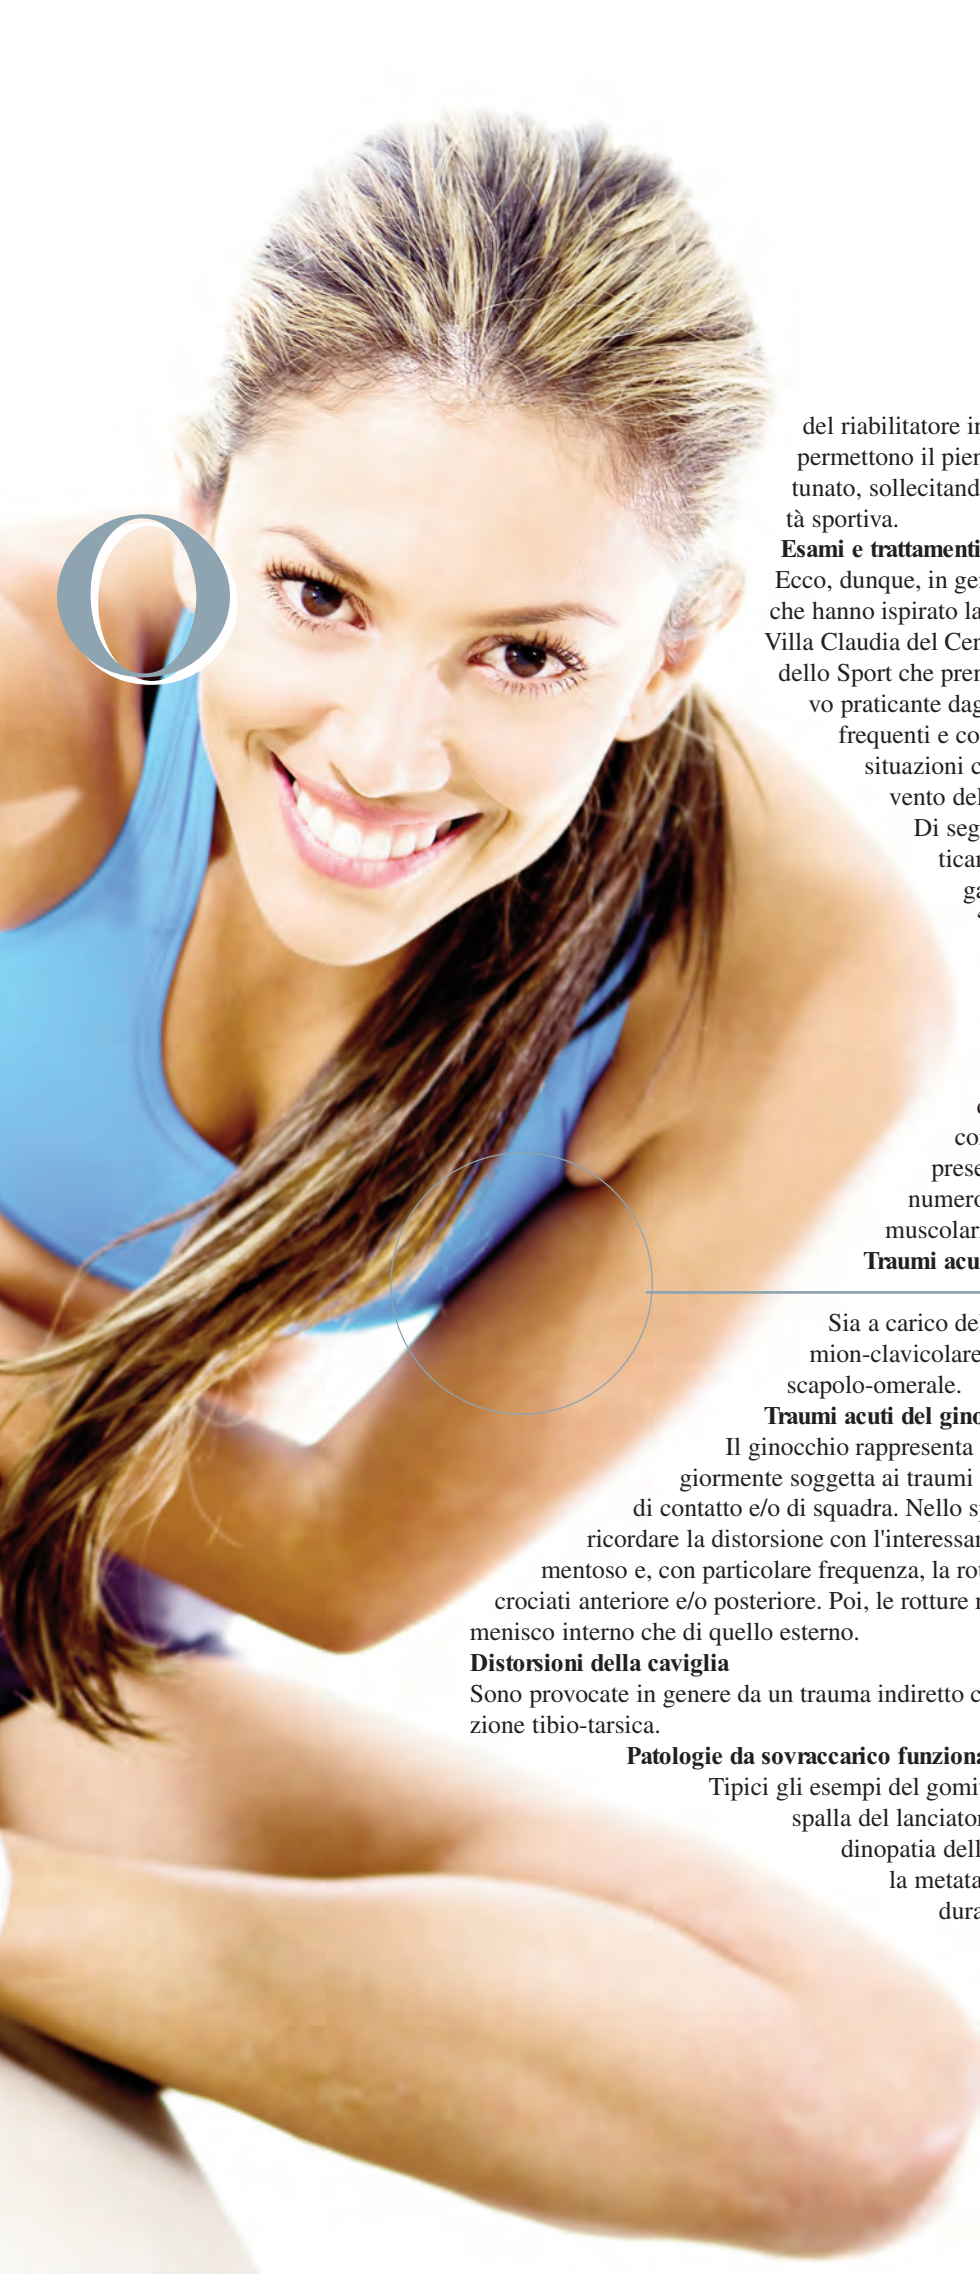 O
del riabilitatore in
permettono il pien
tunato, sollecitand
tà sportiva.
Esami e trattamenti
Ecco, dunque, in ge
che hanno ispirato la
Villa Claudia del Cen
dello Sport che pren
vo praticante dag
frequenti e co
situazioni c
vento del
Di seg
tican
ga
co
prese
numero
muscolar
Traumi acu
Sia a carico del
mion-clavicolare
scapolo-omerale.
Traumi acuti del gino
Il ginocchio rappresenta
giormente soggetta ai traumi
di contatto e/o di squadra. Nello sp
ricordare la distorsione con l'interessan
mentoso e, con particolare frequenza, la rot
crociati anteriore e/o posteriore. Poi, le rotture
menisco interno che di quello esterno.
Distorsioni della caviglia
Sono provocate in genere da un trauma indiretto c
zione tibio-tarsica.
Patologie da sovraccarico funziona
Tipici gli esempi del gomi
spalla del lanciator
dinopatia dell
la metata
dura